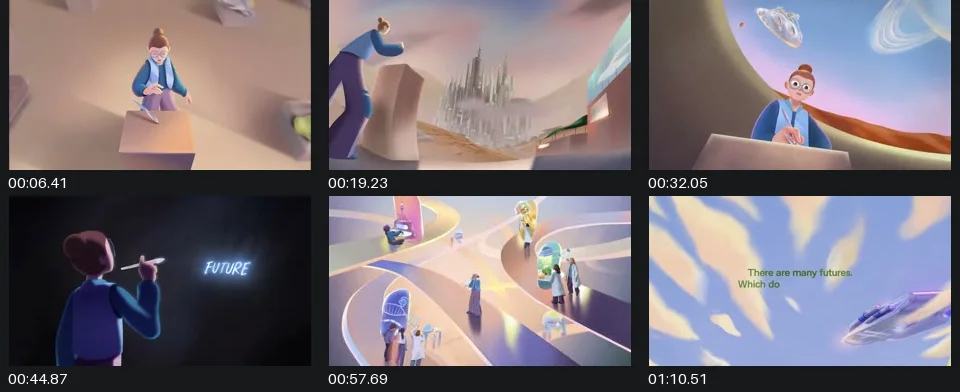 00:06.41
00:19.23
00:32.05
FUTURE
There are many futures.
Which do
00:44.87
00:57.69
01:10.51